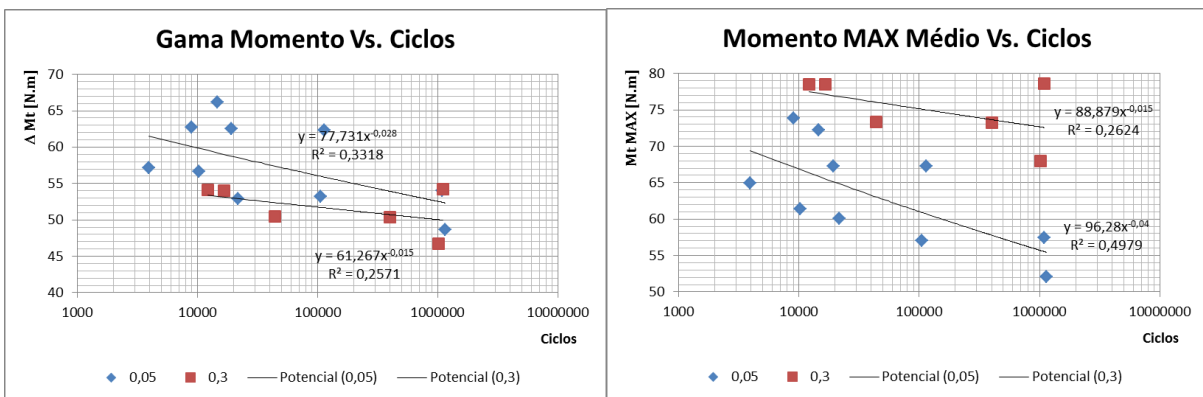 Gama Momento Vs. Ciclos
Δ Mt [N.m]
70
65
60
55
50
45
40
y = 77,731x^-0,028
R² = 0,3318
y = 61,267x^-0,015
R² = 0,2571
1000
10000
100000
1000000
10000000
Ciclos
0,05
0,3
Potencial (0,05)
Potencial (0,3)
Momento MAX Médio Vs. Ciclos
Mt MAX [N.m]
80
75
70
65
60
55
50
y = 88,879x^-0,015
R² = 0,2624
y = 96,28x^-0,04
R² = 0,4979
1000
10000
100000
1000000
10000000
Ciclos
0,05
0,3
Potencial (0,05)
Potencial (0,3)